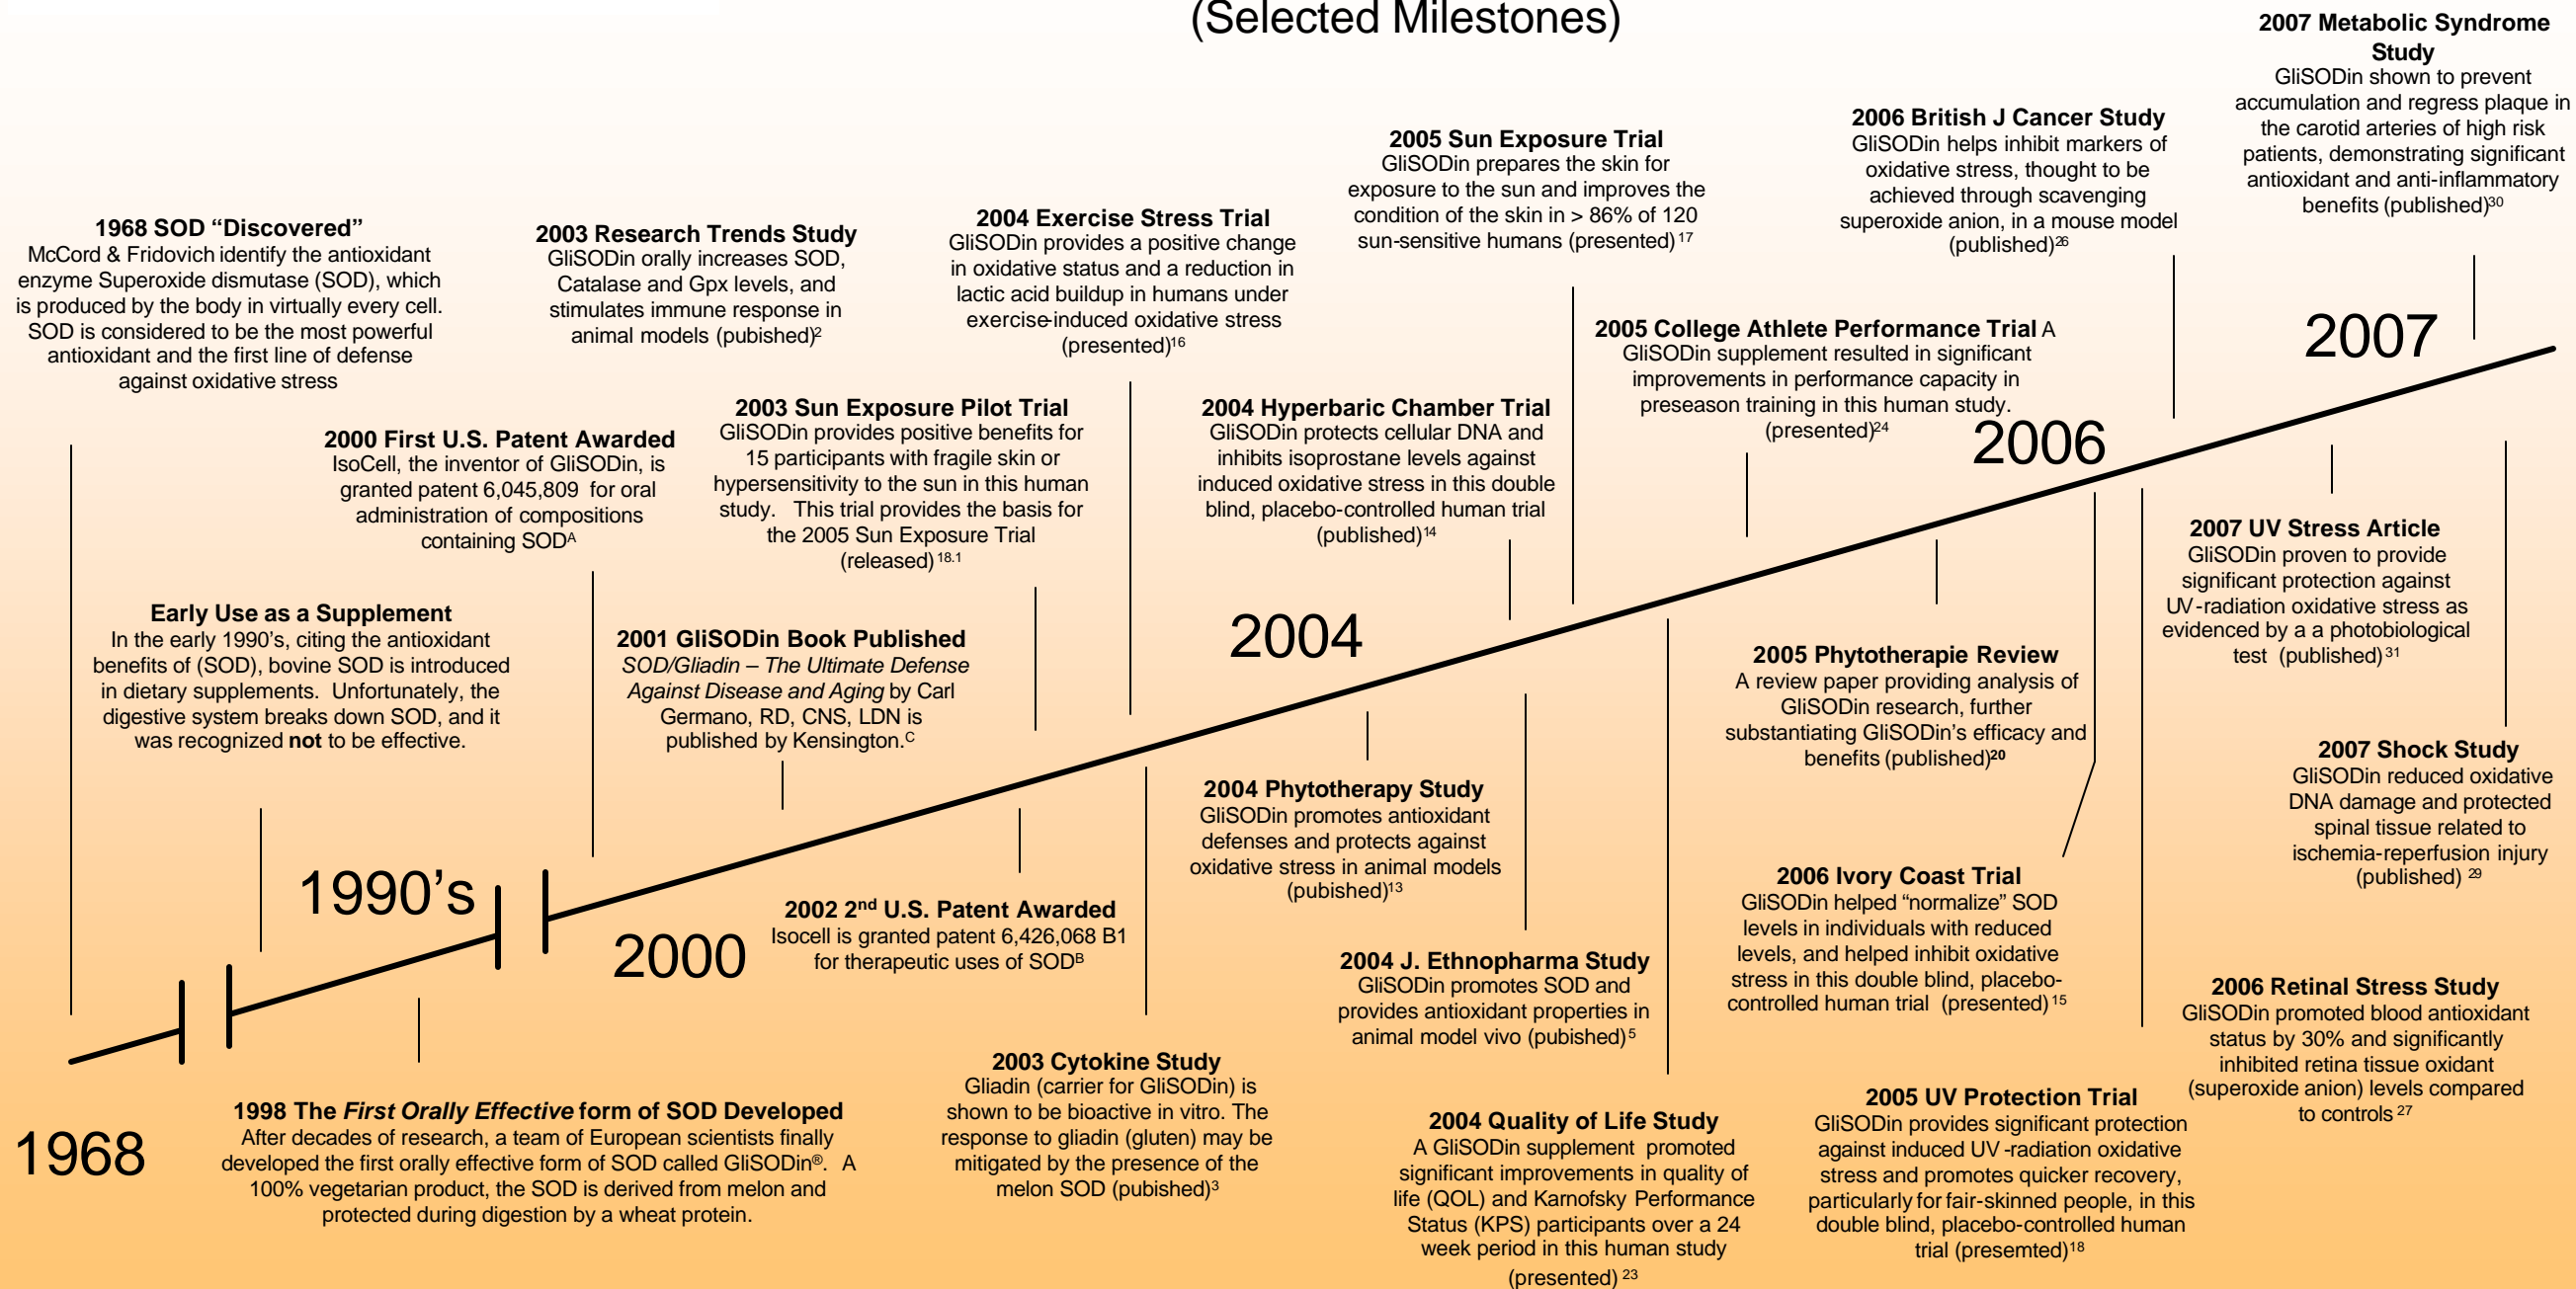 (Selected Milestones)
1968 SOD “Discovered”
McCord & Fridovich identify the antioxidant
enzyme Superoxide dismutase (SOD), which
is produced by the body in virtually every cell.
SOD is considered to be the most powerful
antioxidant and the first line of defense
against oxidative stress
2003 Research Trends Study
GliSODin orally increases SOD,
Catalase and Gpx levels, and
stimulates immune response in
animal models (pubished)2
2004 Exercise Stress Trial
GliSODin provides a positive change
in oxidative status and a reduction in
lactic acid buildup in humans under
exercise-induced oxidative stress
(presented)16
2005 Sun Exposure Trial
GliSODin prepares the skin for
exposure to the sun and improves the
condition of the skin in > 86% of 120
sun-sensitive humans (presented) 17
2006 British J Cancer Study
GliSODin helps inhibit markers of
oxidative stress, thought to be
achieved through scavenging
superoxide anion, in a mouse model
(published)26
2007 Metabolic Syndrome
Study
GliSODin shown to prevent
accumulation and regress plaque in
the carotid arteries of high risk
patients, demonstrating significant
antioxidant and anti-inflammatory
benefits (published)30
2000 First U.S. Patent Awarded
IsoCell, the inventor of GliSODin, is
granted patent 6,045,809 for oral
administration of compositions
containing SODA
2003 Sun Exposure Pilot Trial
GliSODin provides positive benefits for
15 participants with fragile skin or
hypersensitivity to the sun in this human
study. This trial provides the basis for
the 2005 Sun Exposure Trial
(released) 18.1
2004 Hyperbaric Chamber Trial
GliSODin protects cellular DNA and
inhibits isoprostane levels against
induced oxidative stress in this double
blind, placebo-controlled human trial
(published)14
2005 College Athlete Performance Trial A
GliSODin supplement resulted in significant
improvements in performance capacity in
preseason training in this human study.
(presented)24
2007
2006
Early Use as a Supplement
In the early 1990’s, citing the antioxidant
benefits of (SOD), bovine SOD is introduced
in dietary supplements. Unfortunately, the
digestive system breaks down SOD, and it
was recognized not to be effective.
2001 GliSODin Book Published
SOD/Gliadin – The Ultimate Defense
Against Disease and Aging by Carl
Germano, RD, CNS, LDN is
published by Kensington.C
2004
2005 Phytotherapie Review
A review paper providing analysis of
GliSODin research, further
substantiating GliSODin’s efficacy and
benefits (published)20
2007 UV Stress Article
GliSODin proven to provide
significant protection against
UV-radiation oxidative stress as
evidenced by a a photobiological
test (published) 31
2007 Shock Study
GliSODin reduced oxidative
DNA damage and protected
spinal tissue related to
ischemia-reperfusion injury
(published) 29
2004 Phytotherapy Study
GliSODin promotes antioxidant
defenses and protects against
oxidative stress in animal models
(pubished)13
1990’s
2000
2002 2nd U.S. Patent Awarded
Isocell is granted patent 6,426,068 B1
for therapeutic uses of SODB
2004 J. Ethnopharma Study
GliSODin promotes SOD and
provides antioxidant properties in
animal model vivo (pubished)5
2006 Ivory Coast Trial
GliSODin helped “normalize” SOD
levels in individuals with reduced
levels, and helped inhibit oxidative
stress in this double blind, placebo-
controlled human trial (presented) 15
2006 Retinal Stress Study
GliSODin promoted blood antioxidant
status by 30% and significantly
inhibited retina tissue oxidant
(superoxide anion) levels compared
to controls 27
1968
1998 The First Orally Effective form of SOD Developed
After decades of research, a team of European scientists finally
developed the first orally effective form of SOD called GliSODin®. A
100% vegetarian product, the SOD is derived from melon and
protected during digestion by a wheat protein.
2003 Cytokine Study
Gliadin (carrier for GliSODin) is
shown to be bioactive in vitro. The
response to gliadin (gluten) may be
mitigated by the presence of the
melon SOD (pubished)3
2004 Quality of Life Study
A GliSODin supplement promoted
significant improvements in quality of
life (QOL) and Karnofsky Performance
Status (KPS) participants over a 24
week period in this human study
(presented) 23
2005 UV Protection Trial
GliSODin provides significant protection
against induced UV-radiation oxidative
stress and promotes quicker recovery,
particularly for fair-skinned people, in this
double blind, placebo-controlled human
trial (presemted)18